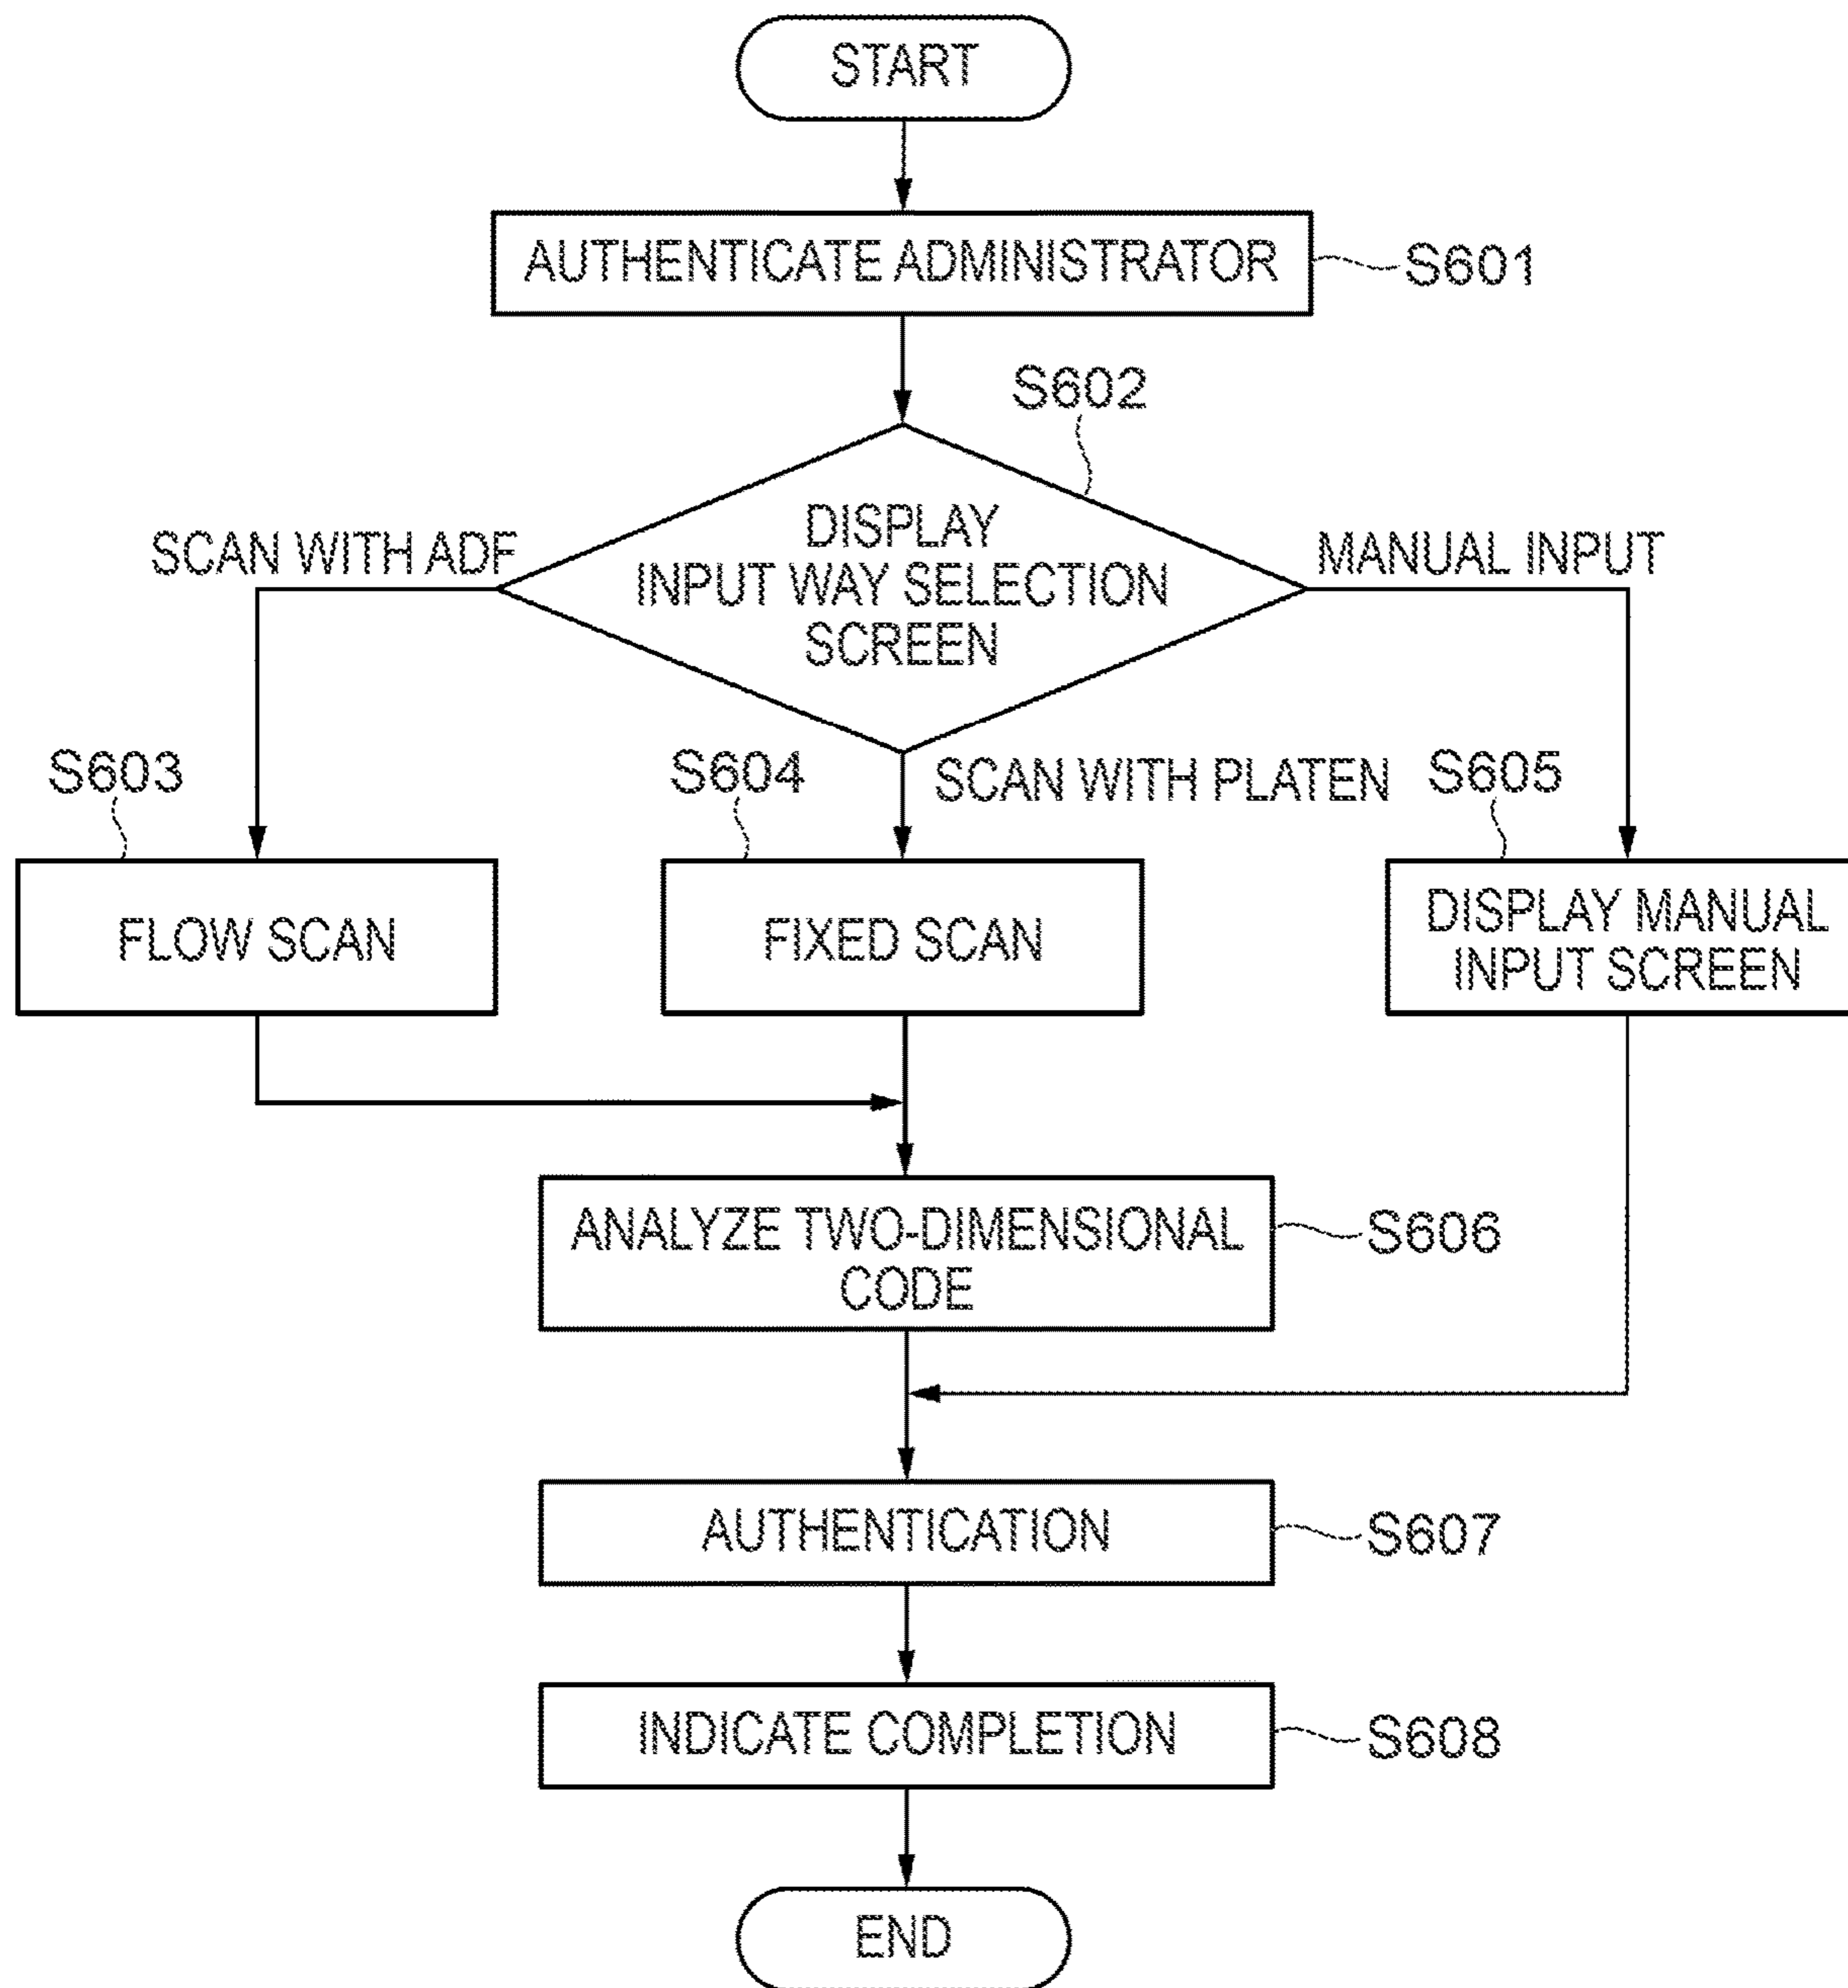 START
AUTHENTICATE ADMINISTRATOR
S601
S602
DISPLAY
INPUT WAY SELECTION
SCREEN
SCAN WITH ADF
MANUAL INPUT
SCAN WITH PLATEN
S603
S604
S605
FLOW SCAN
FIXED SCAN
DISPLAY MANUAL
INPUT SCREEN
ANALYZE TWO-DIMENSIONAL
CODE
S606
AUTHENTICATION
S607
INDICATE COMPLETION
S608
END